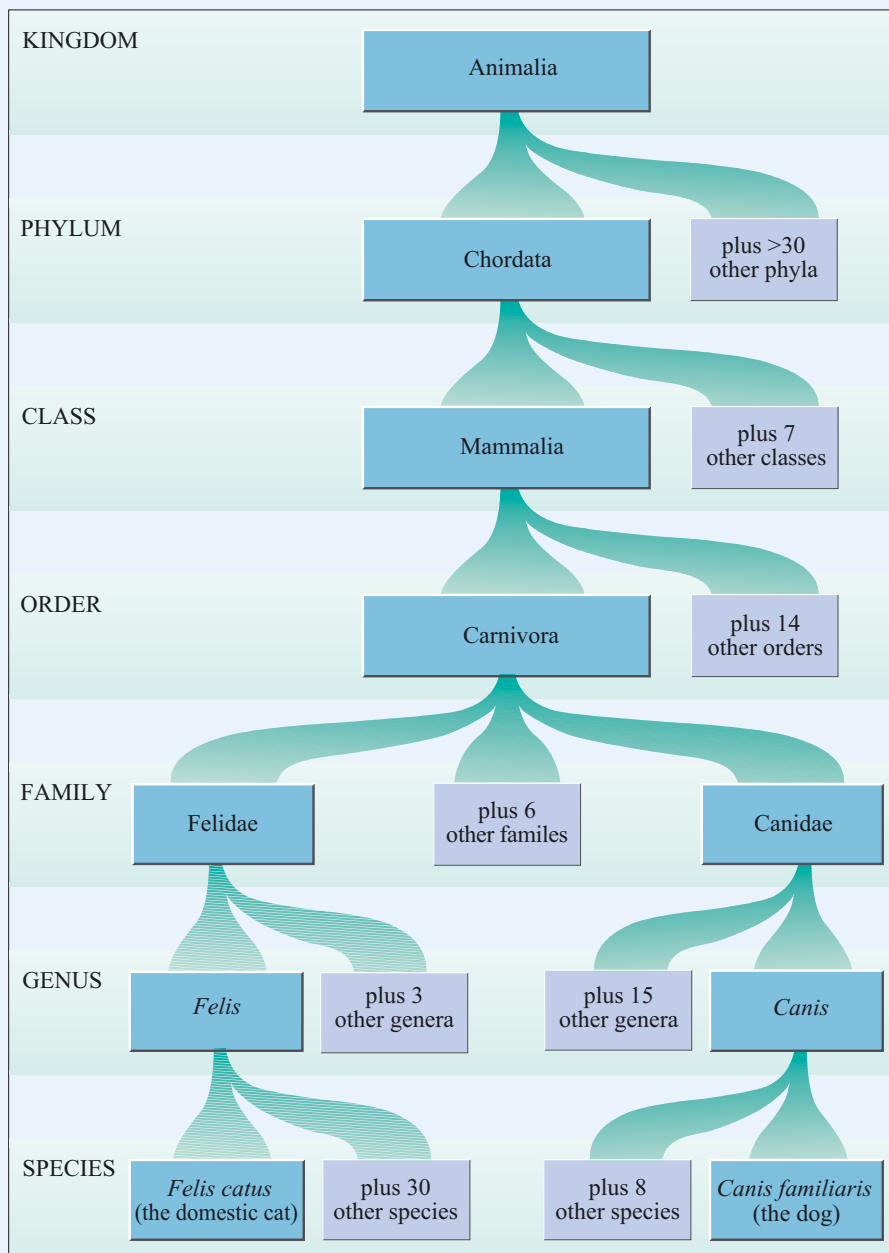 KINGDOM
Animalia
PHYLUM
Chordata
plus >30
other phyla
CLASS
Mammalia
plus 7
other classes
ORDER
Carnivora
plus 14
other orders
FAMILY
Felidae
plus 6
other familes
Canidae
GENUS
Felis
plus 3
other genera
plus 15
other genera
Canis
SPECIES
Felis catus
(the domestic cat)
plus 30
other species
plus 8
other species
Canis familiaris
(the dog)